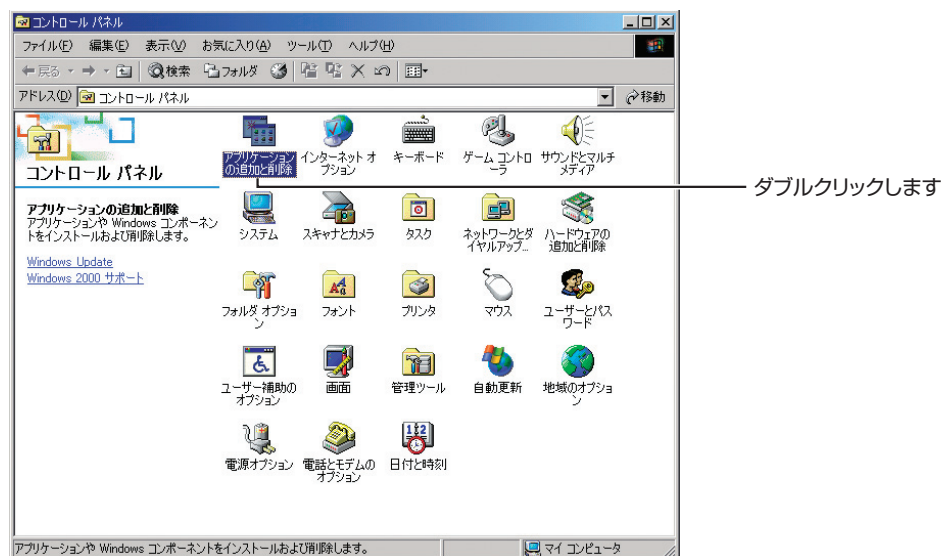 コントロール パネル
ファイル(F) 編集(E) 表示(V) お気に入り(A) ツール(T) ヘルプ(H)
戻る 検索 フォルダ
アドレス(D) コントロール パネル 移動
コントロール パネル
アプリケーションの追加と削除
アプリケーションや Windows コンポーネン
トをインストールおよび削除します。
Windows Update
Windows 2000 サポート
アプリケーション
の追加と削除
インターネット オ
プション
キーボード
ゲーム コントロ
ーラ
サウンドとマルチ
メディア
ダブルクリックします
システム
スキャナとカメラ
タスク
ネットワークとダ
イヤルアップ...
ハードウェアの
追加と削除
フォルダ オプショ
ン
フォント
プリンタ
マウス
ユーザーとパス
ワード
ユーザー補助の
オプション
画面
管理ツール
自動更新
地域のオプショ
ン
電源オプション
電話とモデムの
オプション
日付と時刻
アプリケーションや Windows コンポーネントをインストールおよび削除します。 マイ コンピュータ